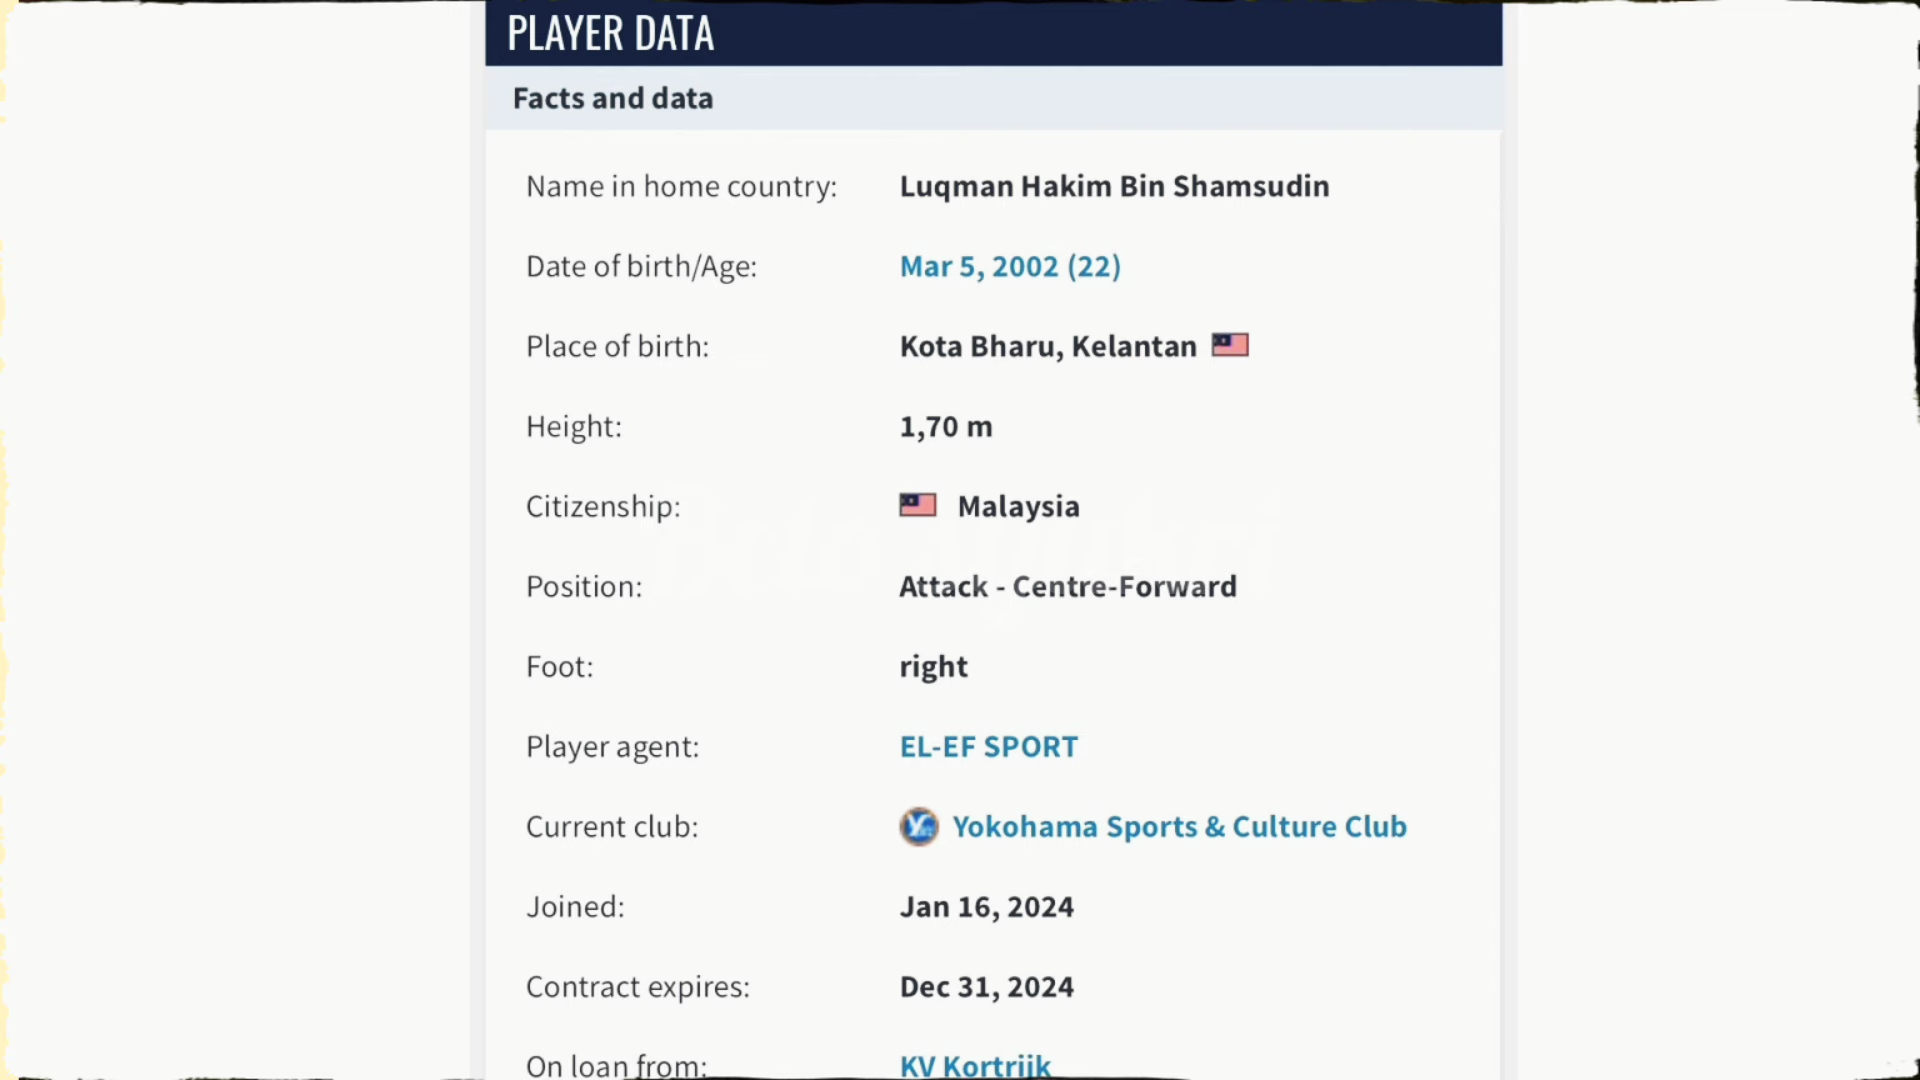 PLAYER DATA
Facts and data
Name in home country: Luqman Hakim Bin Shamsudin
Date of birth/Age: Mar 5, 2002 (22)
Place of birth: Kota Bharu, Kelantan
Height: 1,70 m
Citizenship: Malaysia
Position: Attack - Centre-Forward
Foot: right
Player agent: EL-EF SPORT
Current club: Yokohama Sports & Culture Club
Joined: Jan 16, 2024
Contract expires: Dec 31, 2024
On loan from: KV Kortrijk